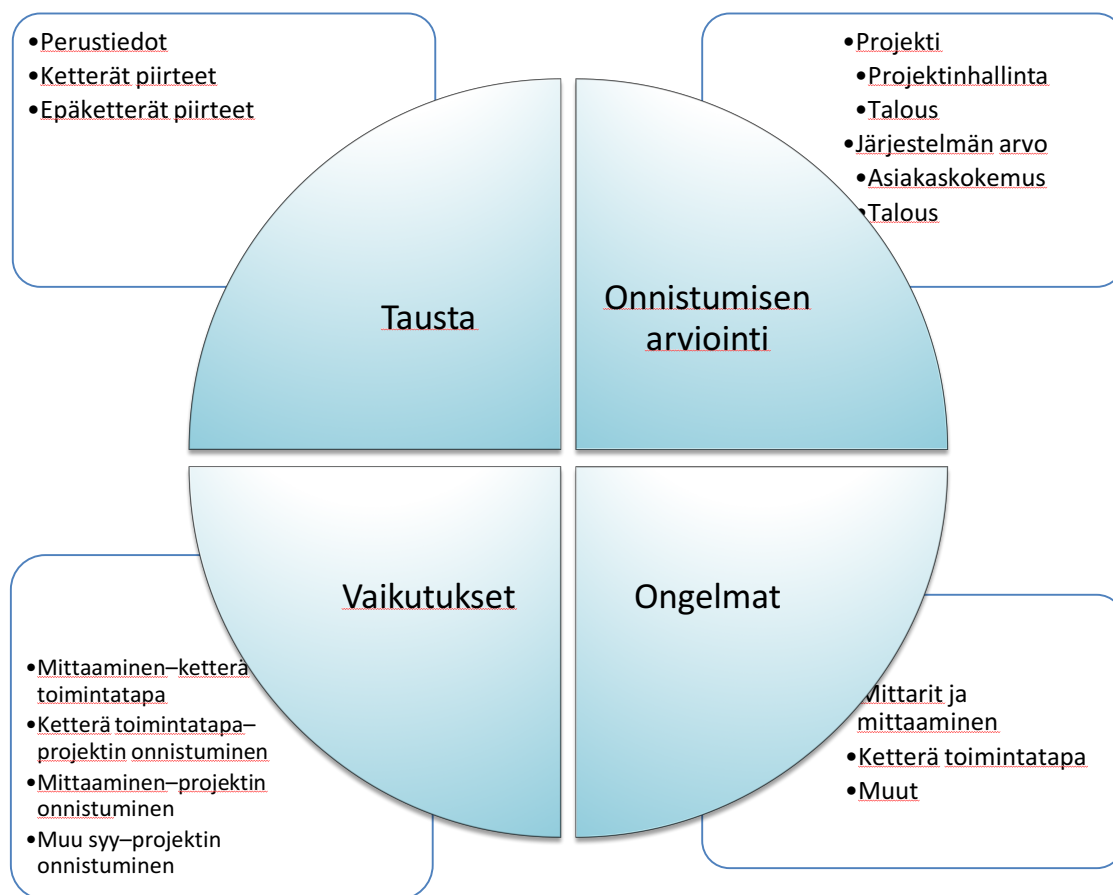 •Perustiedot
•Ketterät piirteet
•Epäketterät piirteet
•Projekti
•Projektinhallinta
•Talous
•Järjestelmän arvo
•Asiakaskokemus
•Talous
Tausta
Onnistumisen
arviointi
Vaikutukset
Ongelmat
•Mittaaminen–ketterä
toimintatapa
•Ketterä toimintatapa–
projektin onnistuminen
•Mittaaminen–projektin
onnistuminen
•Muu syy–projektin
onnistuminen
Mittarit ja
mittaaminen
•Ketterä toimintatapa
•Muut